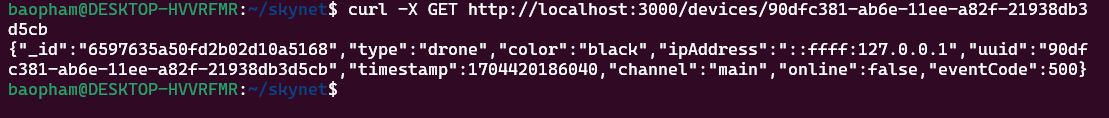 baopham@DESKTOP-HVVRFMR:~/skynet$ curl -X GET http://localhost:3000/devices/90dfc381-ab6e-11ee-a82f-21938db3
d5cb
{"_id":"6597635a50fd2b02d10a5168","type":"drone","color":"black","ipAddress":"::ffff:127.0.0.1","uuid":"90df
c381-ab6e-11ee-a82f-21938db3d5cb","timestamp":1704420186040,"channel":"main","online":false,"eventCode":500}
baopham@DESKTOP-HVVRFMR:~/skynet$